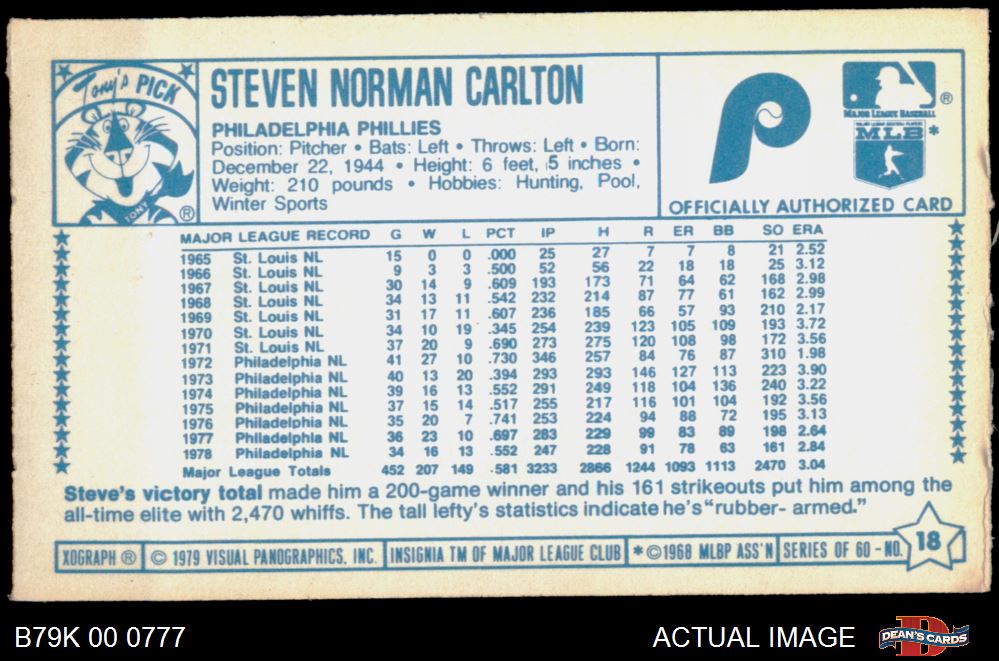 Tony's PICK
TONY
®
STEVEN NORMAN CARLTON
PHILADELPHIA PHILLIES
Position: Pitcher • Bats: Left • Throws: Left • Born:
December 22, 1944 • Height: 6 feet, 5 inches •
Weight: 210 pounds • Hobbies: Hunting, Pool,
Winter Sports
P
®
MAJOR LEAGUE BASEBALL
MAJOR LEAGUE BASEBALL PLAYERS
MLB*
OFFICIALLY AUTHORIZED CARD
MAJOR LEAGUE RECORD G W L PCT IP H R ER BB SO ERA
1965 St. Louis NL 15 0 0 .000 25 27 7 7 8 21 2.52
1966 St. Louis NL 9 3 3 .500 52 56 22 18 18 25 3.12
1967 St. Louis NL 30 14 9 .609 193 173 71 64 62 168 2.98
1968 St. Louis NL 34 13 11 .542 232 214 87 77 61 162 2.99
1969 St. Louis NL 31 17 11 .607 236 185 66 57 93 210 2.17
1970 St. Louis NL 34 10 19 .345 254 239 123 105 109 193 3.72
1971 St. Louis NL 37 20 9 .690 273 275 120 108 98 172 3.56
1972 Philadelphia NL 41 27 10 .730 346 257 84 76 87 310 1.98
1973 Philadelphia NL 40 13 20 .394 293 293 146 127 113 223 3.90
1974 Philadelphia NL 39 16 13 .552 291 249 118 104 136 240 3.22
1975 Philadelphia NL 37 15 14 .517 255 217 116 101 104 192 3.56
1976 Philadelphia NL 35 20 7 .741 253 224 94 88 72 195 3.13
1977 Philadelphia NL 36 23 10 .697 283 229 99 83 89 198 2.64
1978 Philadelphia NL 34 16 13 .552 247 228 91 78 63 161 2.84
Major League Totals 452 207 149 .581 3233 2866 1244 1093 1113 2470 3.04
Steve's victory total made him a 200-game winner and his 161 strikeouts put him among the
all-time elite with 2,470 whiffs. The tall lefty's statistics indicate he's "rubber- armed."
XOGRAPH ® © 1979 VISUAL PANOGRAPHICS, INC. INSIGNIA TM OF MAJOR LEAGUE CLUB *©1968 MLBP ASS'N SERIES OF 60 - NO. 18
B79K 00 0777
ACTUAL IMAGE
D
DEAN'S CARDS